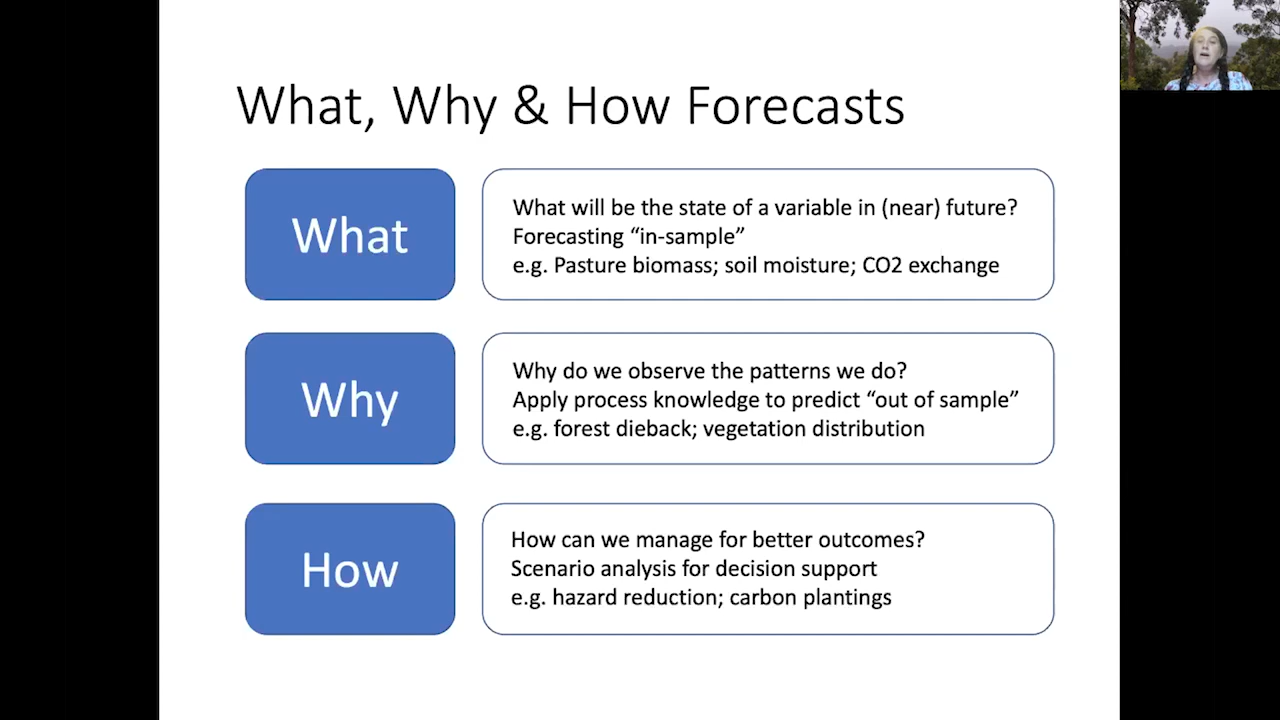 What, Why & How Forecasts
What
What will be the state of a variable in (near) future?
Forecasting “in-sample”
e.g. Pasture biomass; soil moisture; CO2 exchange
Why
Why do we observe the patterns we do?
Apply process knowledge to predict “out of sample”
e.g. forest dieback; vegetation distribution
How
How can we manage for better outcomes?
Scenario analysis for decision support
e.g. hazard reduction; carbon plantings